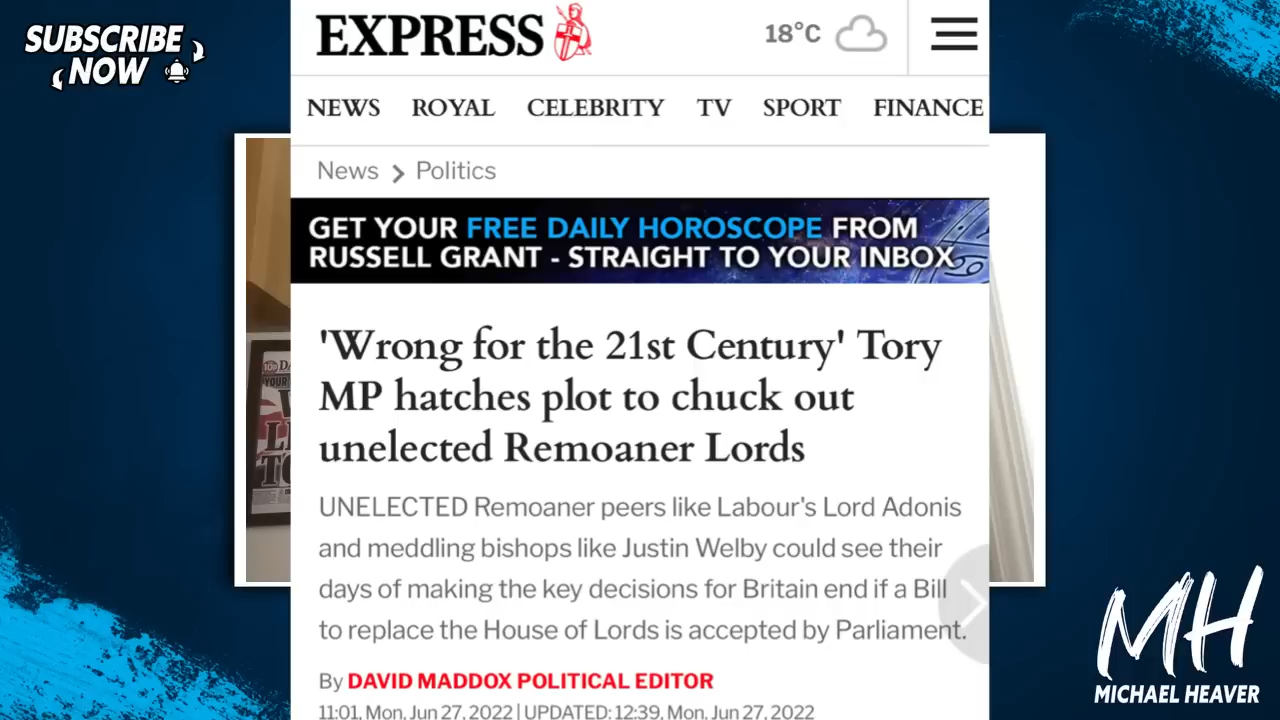 SUBSCRIBE
NOW
EXPRESS
18°C
NEWS ROYAL CELEBRITY TV SPORT FINANCE
News > Politics
GET YOUR FREE DAILY HOROSCOPE FROM
RUSSELL GRANT - STRAIGHT TO YOUR INBOX
'Wrong for the 21st Century' Tory
MP hatches plot to chuck out
unelected Remoaner Lords
UNELECTED Remoaner peers like Labour's Lord Adonis
and meddling bishops like Justin Welby could see their
days of making the key decisions for Britain end if a Bill
to replace the House of Lords is accepted by Parliament.
By DAVID MADDOX POLITICAL EDITOR
11:01, Mon, Jun 27, 2022 | UPDATED: 12:39, Mon, Jun 27, 2022
MH
MICHAEL HEAVER